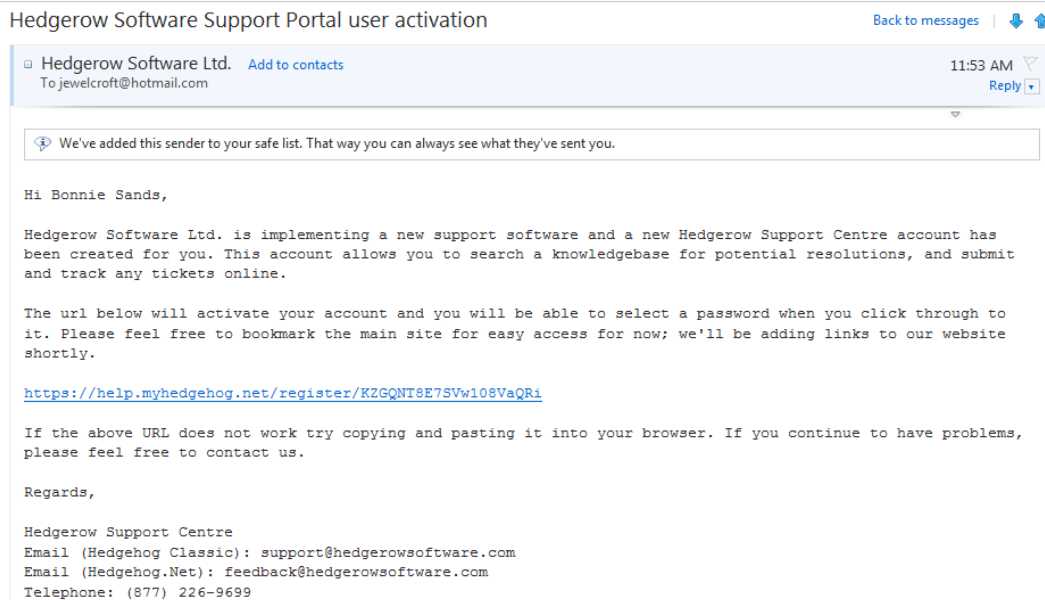 Hedgerow Software Support Portal user activation
Back to messages
Hedgerow Software Ltd. Add to contacts
11:53 AM
To jewelcroft@hotmail.com
Reply
We've added this sender to your safe list. That way you can always see what they've sent you.
Hi Bonnie Sands,
Hedgerow Software Ltd. is implementing a new support software and a new Hedgerow Support Centre account has
been created for you. This account allows you to search a knowledgebase for potential resolutions, and submit
and track any tickets online.
The url below will activate your account and you will be able to select a password when you click through to
it. Please feel free to bookmark the main site for easy access for now; we'll be adding links to our website
shortly.
https://help.myhedgehog.net/register/KZGQNT8E7SVw108VaQRi
If the above URL does not work try copying and pasting it into your browser. If you continue to have problems,
please feel free to contact us.
Regards,
Hedgerow Support Centre
Email (Hedgehog Classic): support@hedgerowsoftware.com
Email (Hedgehog.Net): feedback@hedgerowsoftware.com
Telephone: (877) 226-9699